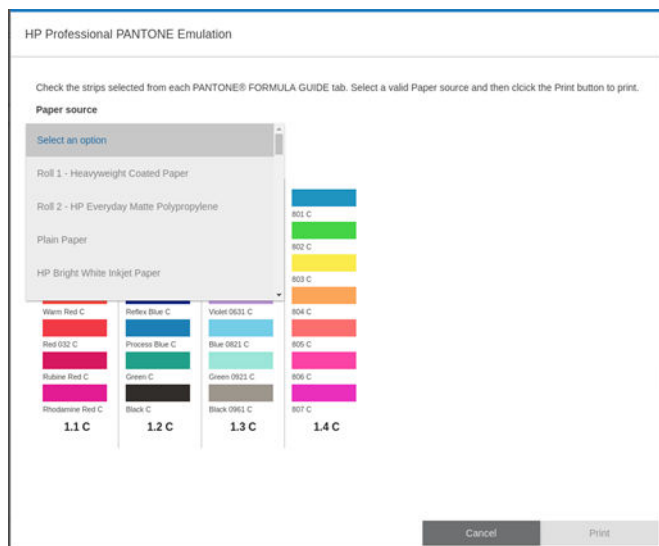 HP Professional PANTONE Emulation
Check the strips selected from each PANTONE® FORMULA GUIDE tab. Select a valid Paper source and then clcick the Print button to print.
Paper source
Select an option
Roll 1 - Heavyweight Coated Paper
Roll 2 - HP Everyday Matte Polypropylene
Plain Paper
HP Bright White Inkjet Paper
801 C
802 C
803 C
Warm Red C Reflex Blue C Violet 0631 C 804 C
Red 032 C Process Blue C Blue 0821 C 805 C
Rubine Red C Green C Green 0921 C 806 C
Rhodamine Red C Black C Black 0961 C 807 C
1.1 C 1.2 C 1.3 C 1.4 C
Cancel Print